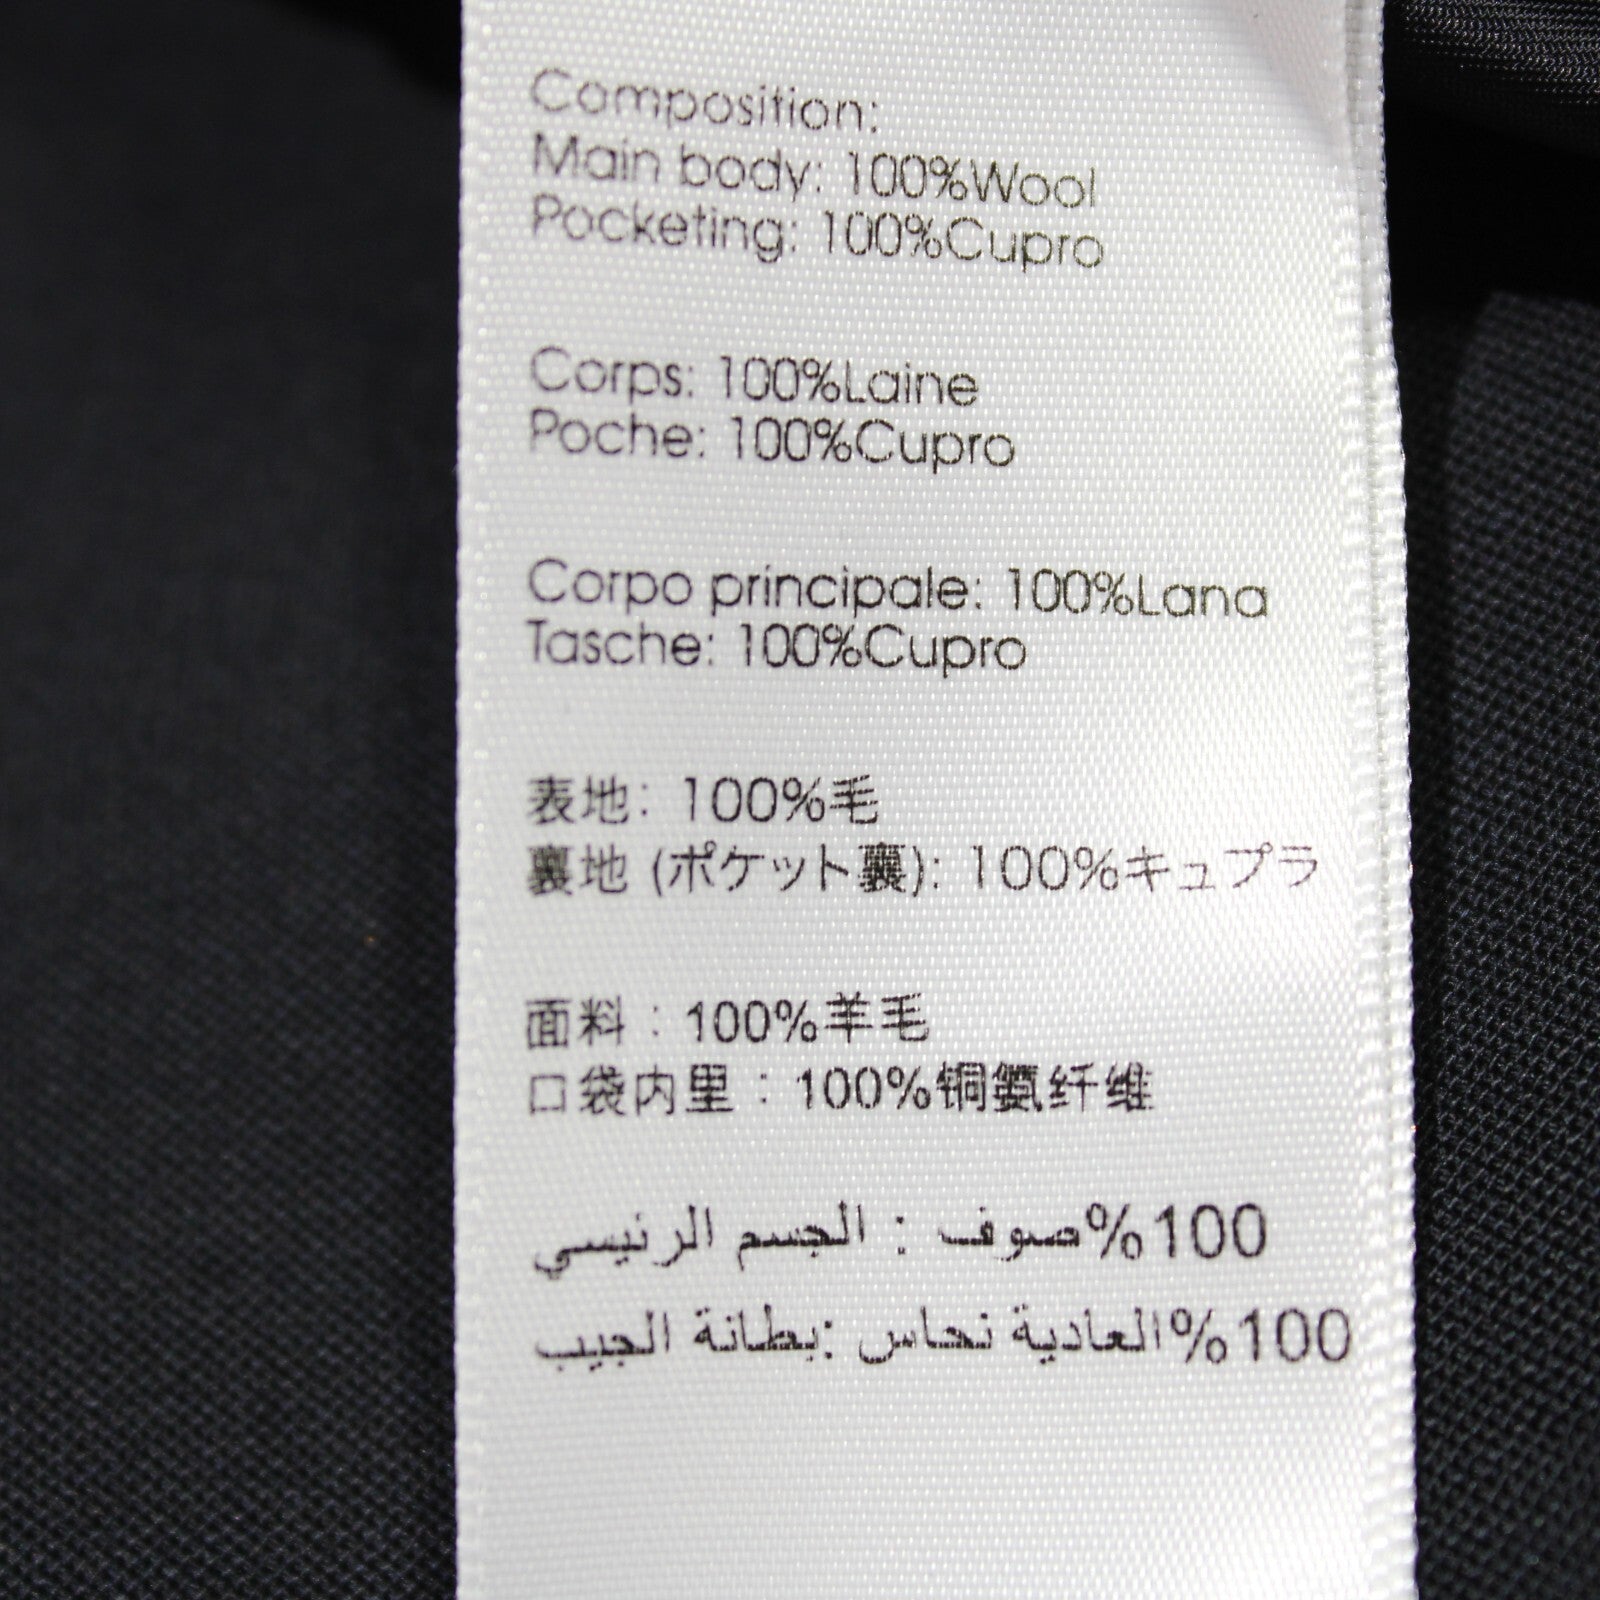 Composition:
Main body: 100%Wool
Pocketing: 100%Cupro
Corps: 100%Laine
Poche: 100%Cupro
Corpo principale: 100%Lana
Tasche: 100%Cupro
表地: 100%毛
裏地 (ポケット裏): 100%キュプラ
面料：100%羊毛
口袋内里：100%铜氨纤维
الجسم الرئيسي : صوف%100
بطانة الجيب: العادية نحاس%100